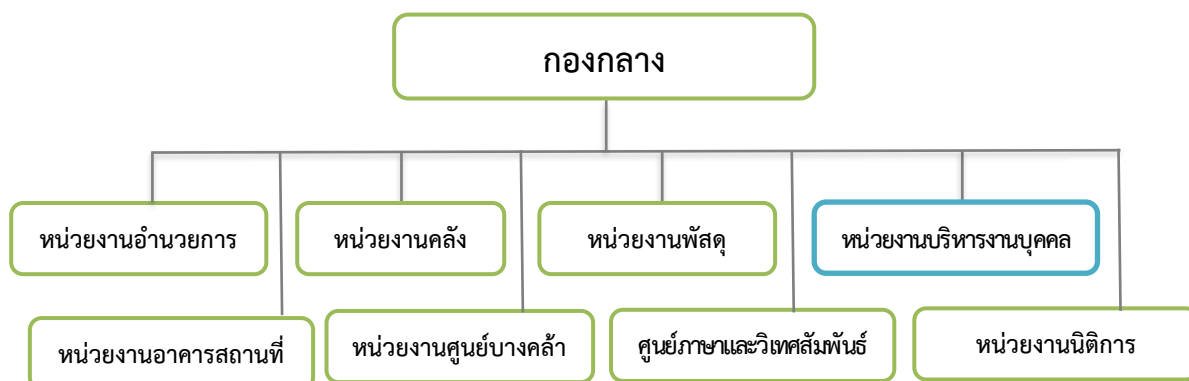 กองกลาง
หน่วยงานอำนวยการ
หน่วยงานคลัง
หน่วยงานพัสดุ
หน่วยงานบริหารงานบุคคล
หน่วยงานอาคารสถานที่
หน่วยงานศูนย์บางคล้า
ศูนย์ภาษาและวิเทศสัมพันธ์
หน่วยงานนิติการ